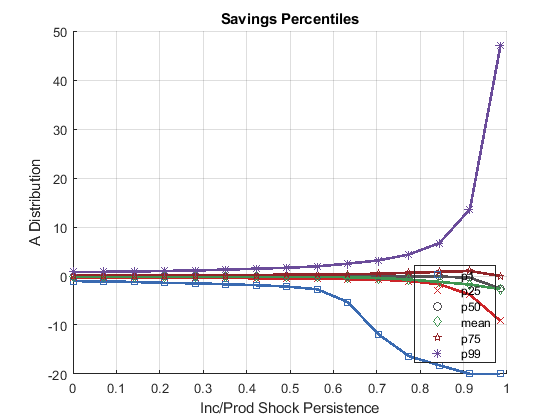 Savings Percentiles
50
40
30
20
10
0
-10
-20
A Distribution
p1
p25
p50
mean
p75
p99
0 0.1 0.2 0.3 0.4 0.5 0.6 0.7 0.8 0.9 1
Inc/Prod Shock Persistence